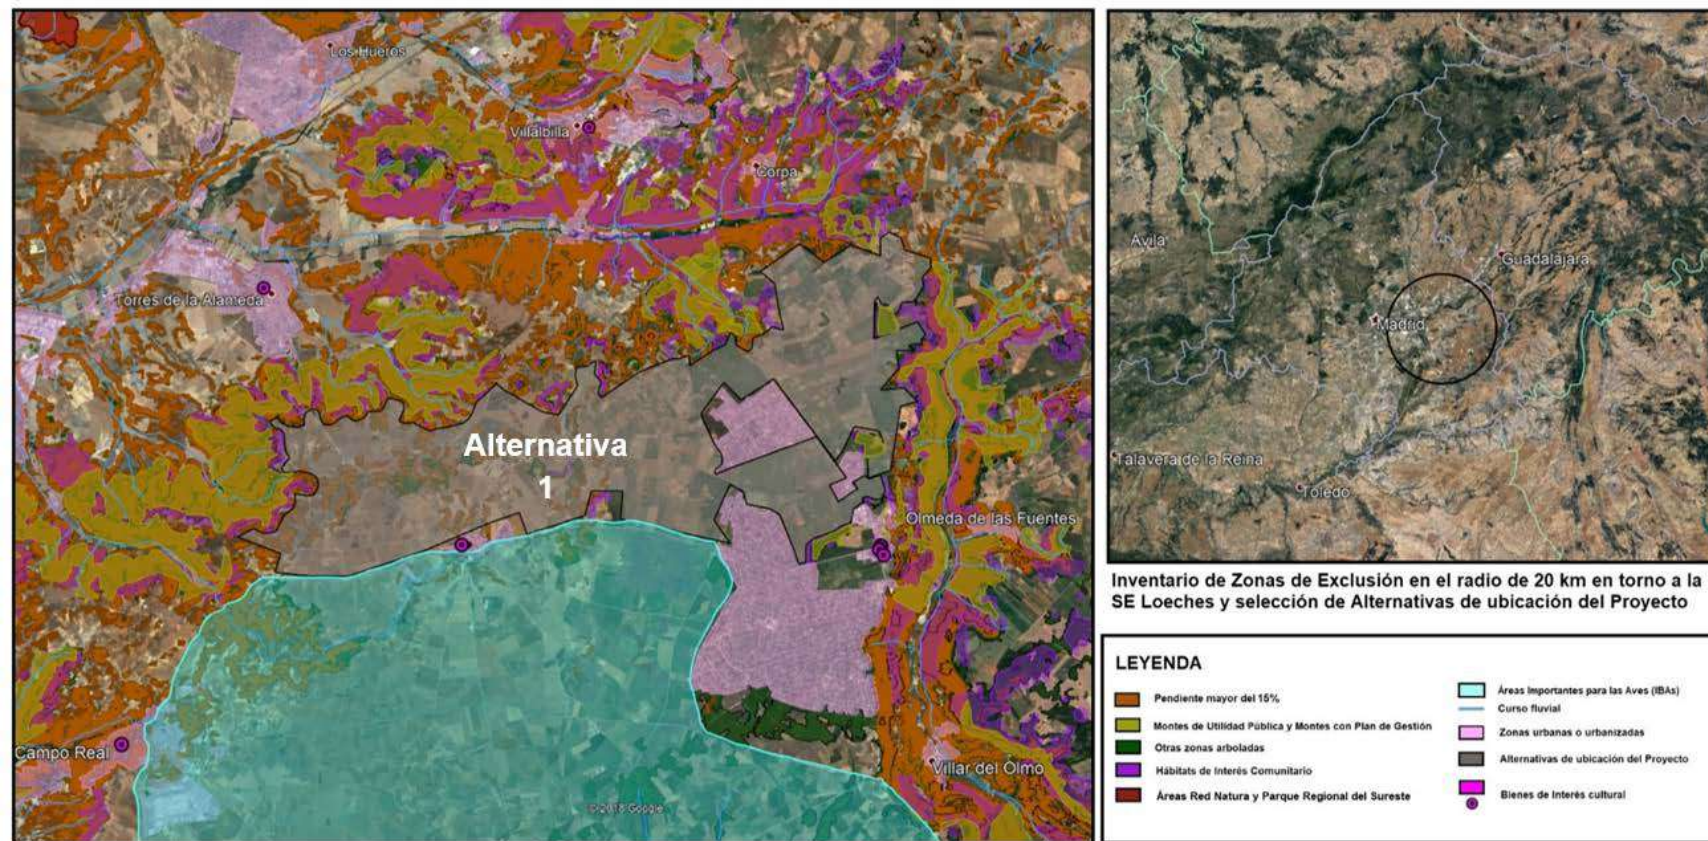 Los Hueros
Villalbilla
Corpa
Torres de la Alameda
Alternativa
1
Olmeda de las Fuentes
Campo Real
Villar del Olmo
© 2018 Google
Avila
Guadalajara
Madrid
Talavera de la Reina
Toledo
Inventario de Zonas de Exclusión en el radio de 20 km en torno a la
SE Loeches y selección de Alternativas de ubicación del Proyecto
LEYENDA
Pendiente mayor del 15%
Montes de Utilidad Pública y Montes con Plan de Gestión
Otras zonas arboladas
Hábitats de Interés Comunitario
Áreas Red Natura y Parque Regional del Sureste
Áreas Importantes para las Aves (IBAs)
Curso fluvial
Zonas urbanas o urbanizadas
Alternativas de ubicación del Proyecto
Bienes de Interés cultural